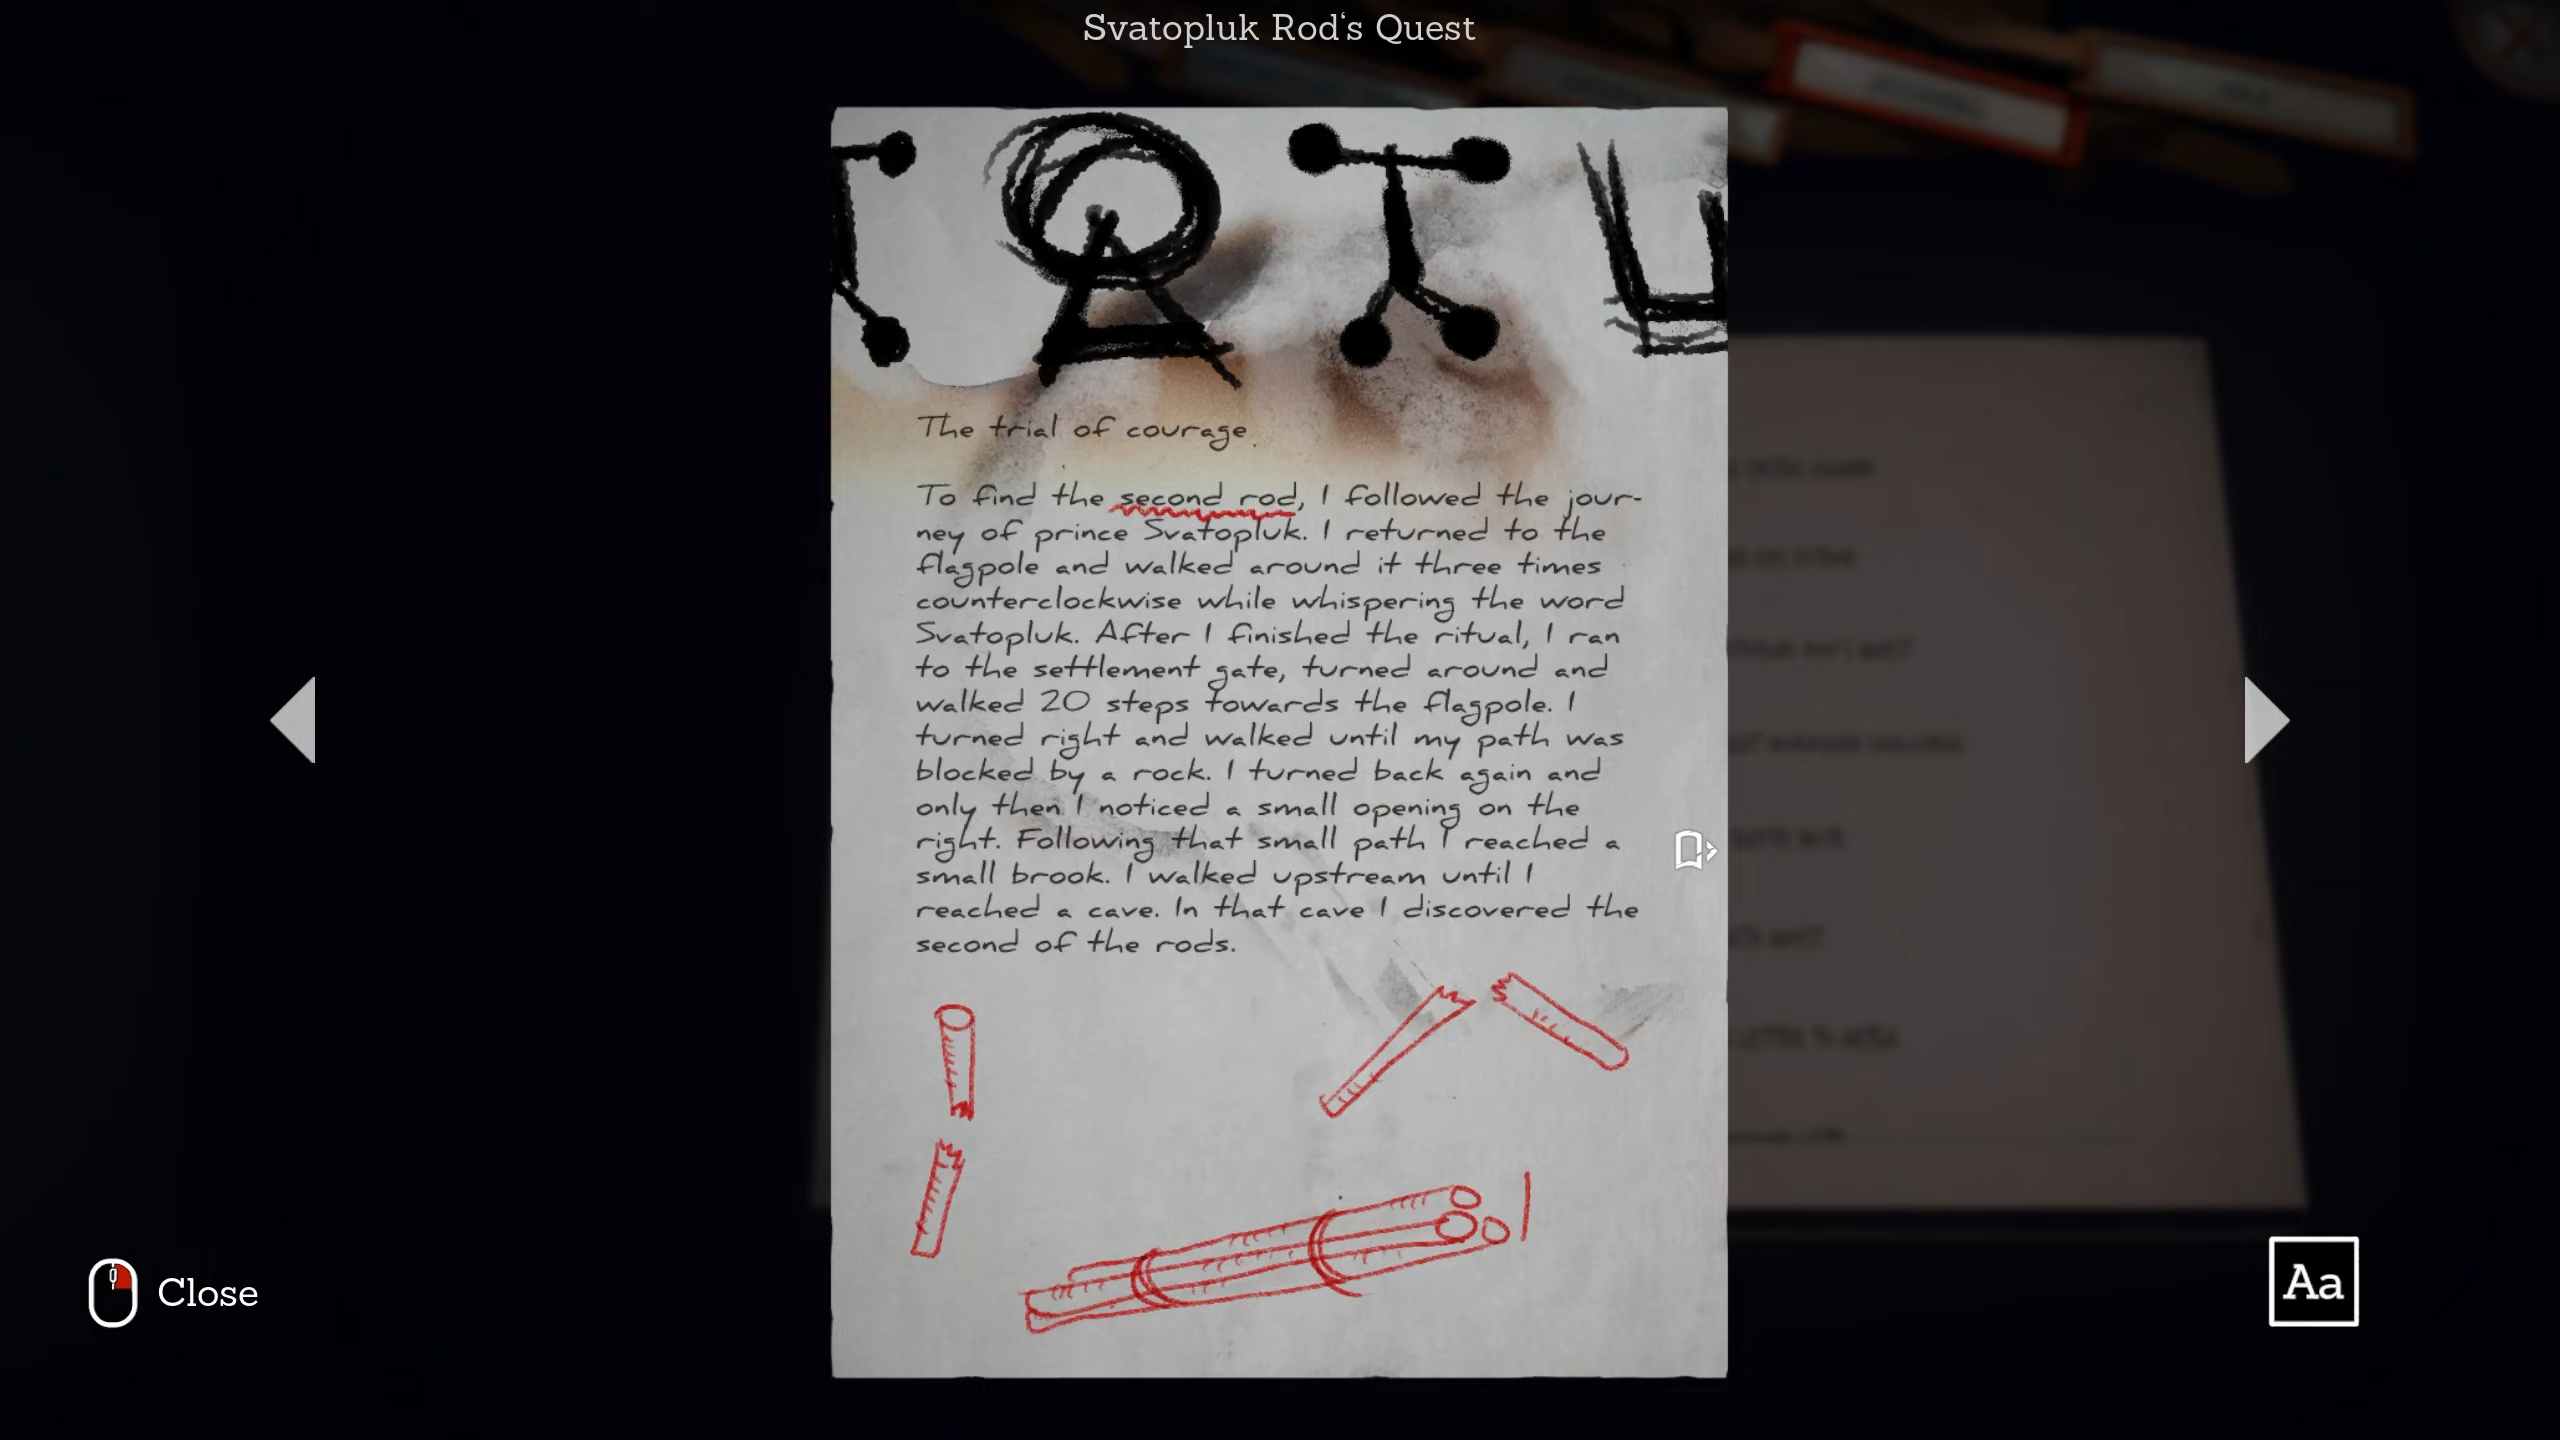 Svatopluk Rod's Quest
The trial of courage.
To find the second rod, I followed the jour-
ney of prince Svatopluk. I returned to the
flagpole and walked around it three times
counterclockwise while whispering the word
Svatopluk. After I finished the ritual, I ran
to the settlement gate, turned around and
walked 20 steps towards the flagpole. I
turned right and walked until my path was
blocked by a rock. I turned back again and
only then I noticed a small opening on the
right. Following that small path I reached a
small brook. I walked upstream until I
reached a cave. In that cave I discovered the
second of the rods.
Close
Aa